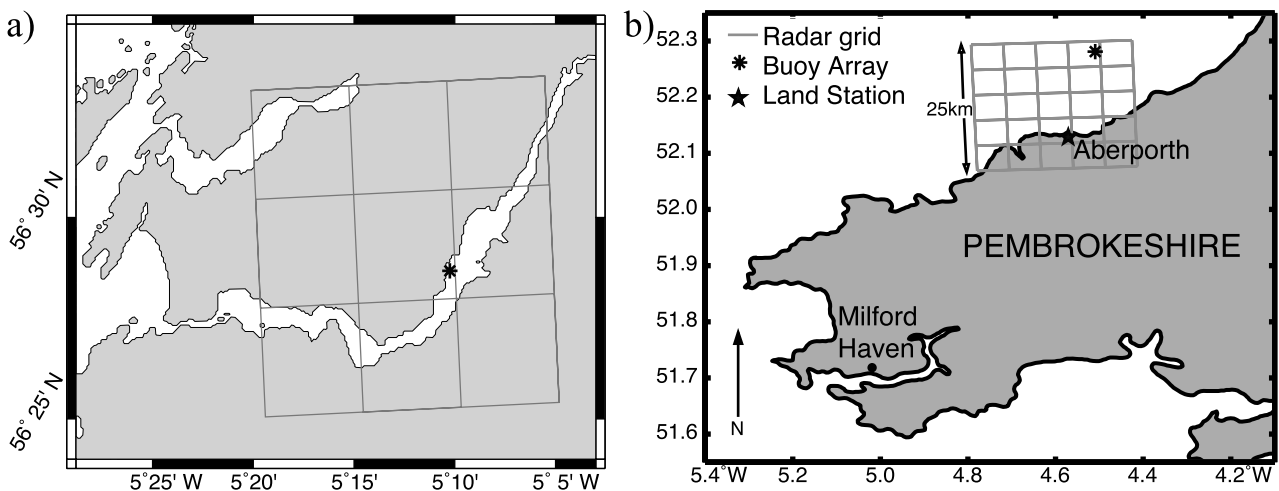 a)
56° 30' N
56° 25' N
5°25' W
5°20'
5°15'
5°10'
5° 5' W
b)
Radar grid
Buoy Array
Land Station
25km
Aberporth
PEMBROKESHIRE
Milford
Haven
N
52.3
52.2
52.1
52.0
51.9
51.8
51.7
51.6
5.4°W
5.2
5.0
4.8
4.6
4.4
4.2°W